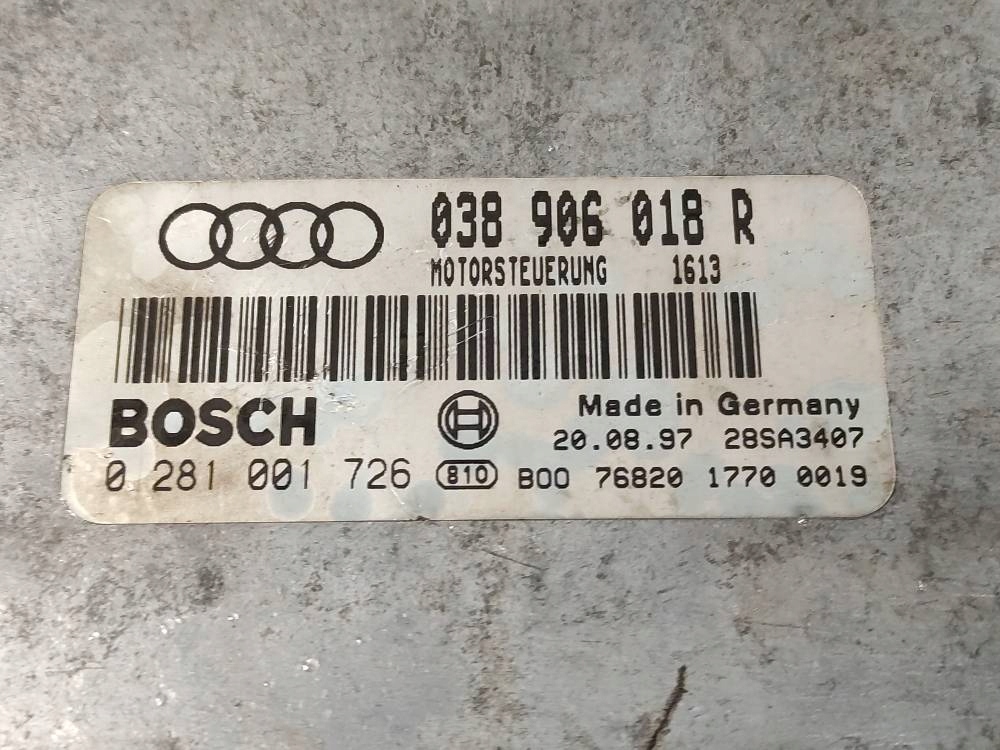 038 906 018 R
MOTORSTEUERUNG 1613
BOSCH
Made in Germany
20.08.97 28SA3407
0 281 001 726 810 B00 76820 1770 0019